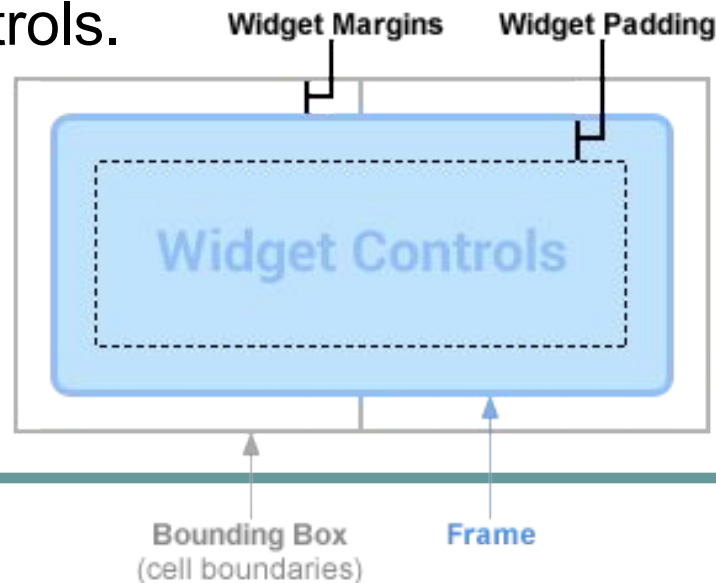 trols.
Widget Margins Widget Padding
Widget Controls
Bounding Box Frame
(cell boundaries)